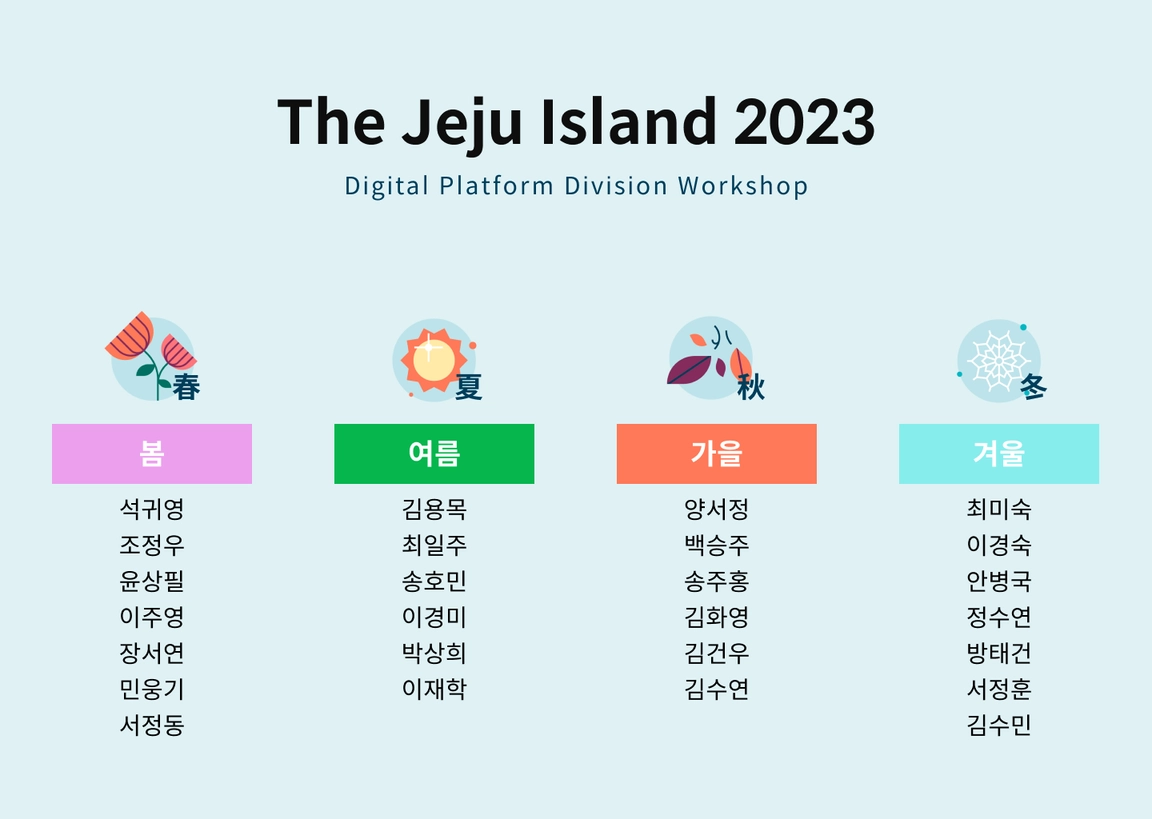 The Jeju Island 2023
Digital Platform Division Workshop
春
봄
석귀영
조정우
윤상필
이주영
장서연
민웅기
서정동
夏
여름
김용목
최일주
송호민
이경미
박상희
이재학
秋
가을
양서정
백승주
송주홍
김화영
김건우
김수연
冬
겨울
최미숙
이경숙
안병국
정수연
방태건
서정훈
김수민